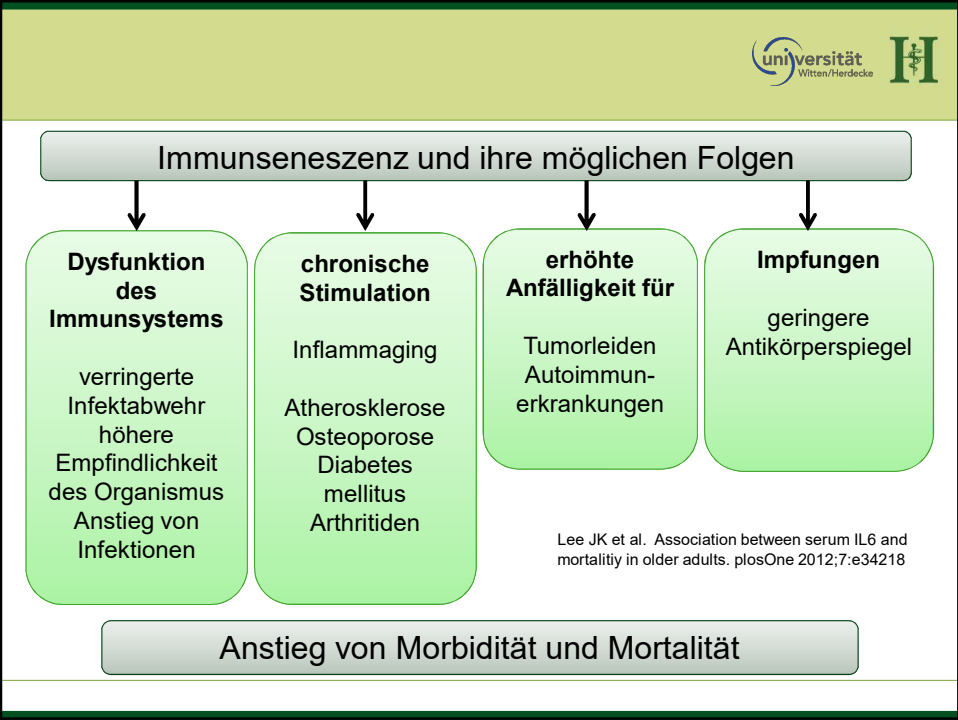 universität
Witten/Herdecke
H
Immunseneszenz und ihre möglichen Folgen
Dysfunktion
des
Immunsystems
verringerte
Infektabwehr
höhere
Empfindlichkeit
des Organismus
Anstieg von
Infektionen
chronische
Stimulation
Inflammaging
Atherosklerose
Osteoporose
Diabetes
mellitus
Arthritiden
erhöhte
Anfälligkeit für
Tumorleiden
Autoimmun-
erkrankungen
Impfungen
geringere
Antikörperspiegel
Lee JK et al. Association between serum IL6 and
mortalitiy in older adults. plosOne 2012;7:e34218
Anstieg von Morbidität und Mortalität